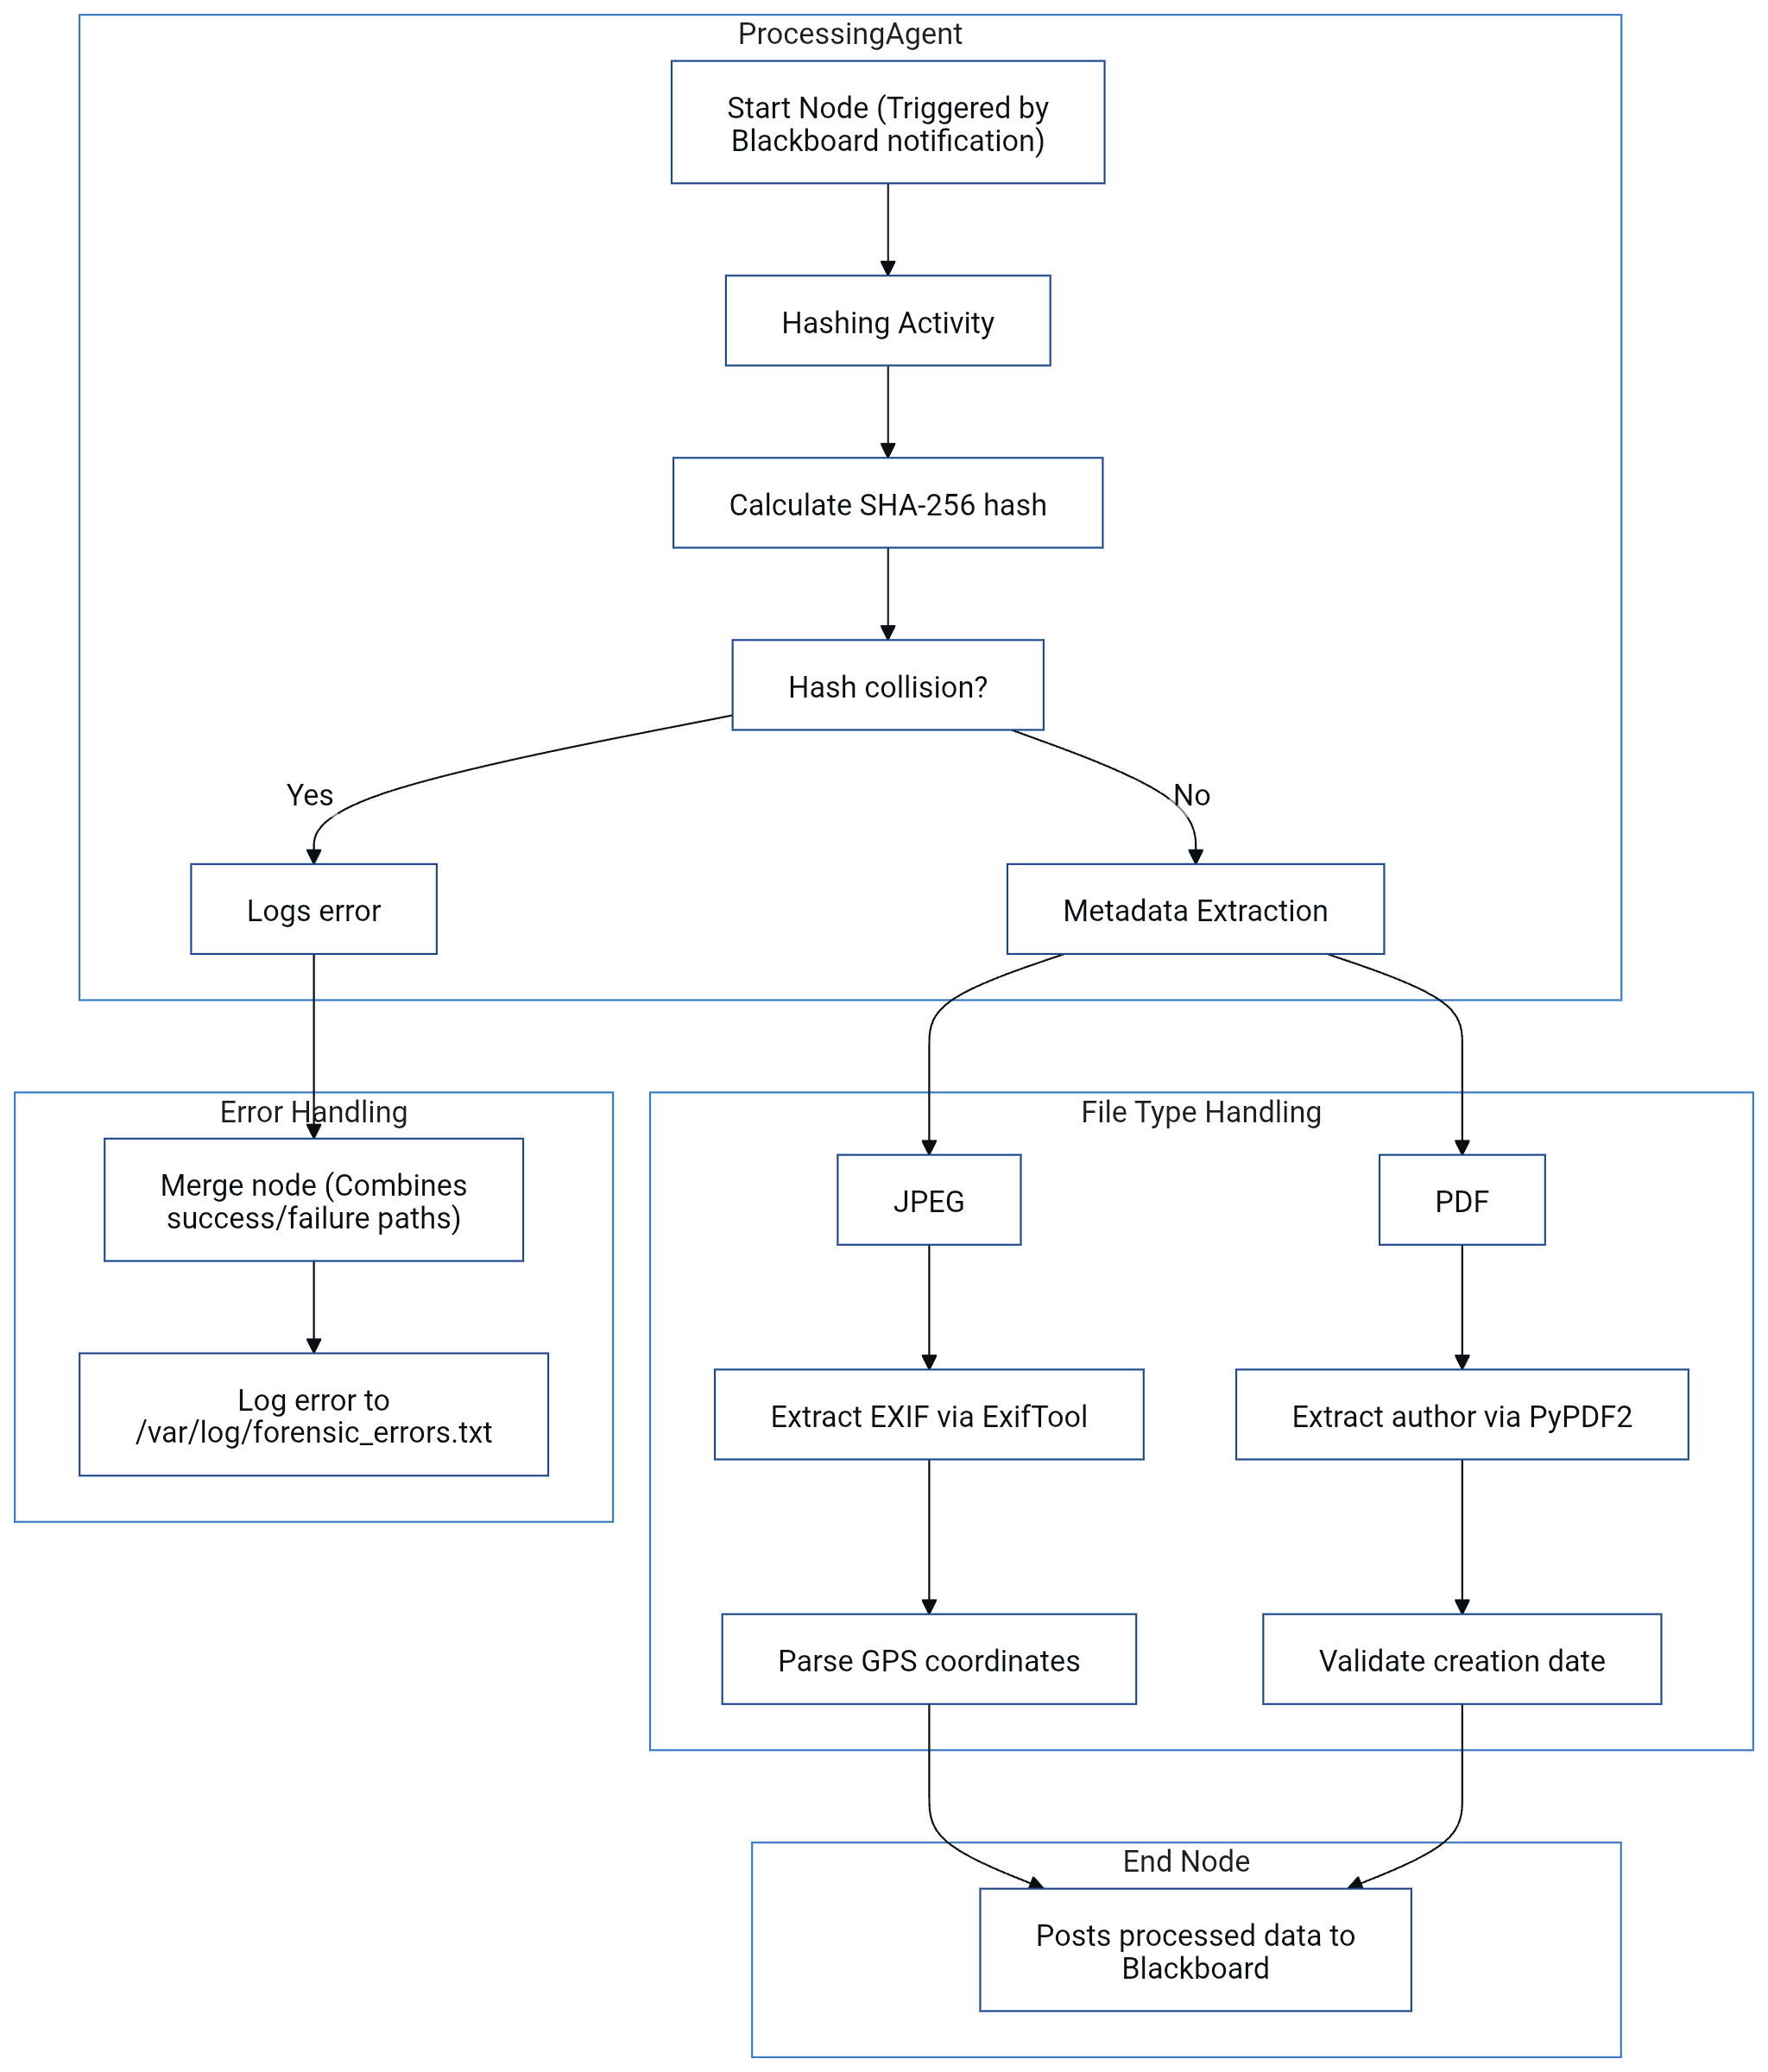 ProcessingAgent
Start Node (Triggered by
Blackboard notification)
Hashing Activity
Calculate SHA-256 hash
Hash collision?
Yes
No
Logs error
Metadata Extraction
Error Handling
File Type Handling
Merge node (Combines
success/failure paths)
JPEG
PDF
Log error to
/var/log/forensic_errors.txt
Extract EXIF via ExifTool
Extract author via PyPDF2
Parse GPS coordinates
Validate creation date
End Node
Posts processed data to
Blackboard